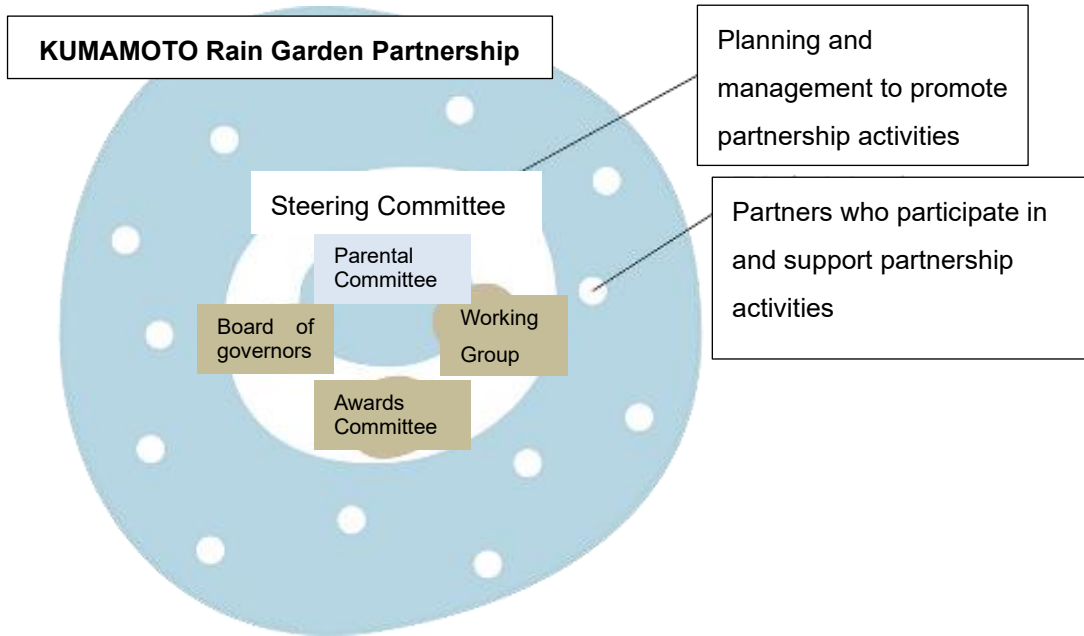 KUMAMOTO Rain Garden Partnership
Planning and
management to promote
partnership activities
Steering Committee
Partners who participate in
and support partnership
activities
Parental
Committee
Board of
governors
Working
Group
Awards
Committee